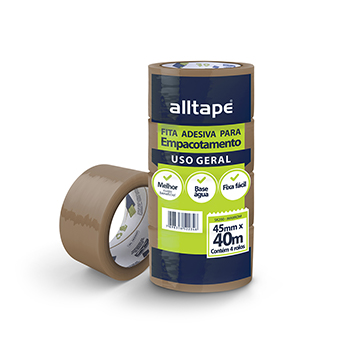 alltape
FITA ADESIVA PARA
Empacotamento
USO GERAL
Melhor
Base
água
Fixa fácil
45mm x
40m
Contém 4 rolos